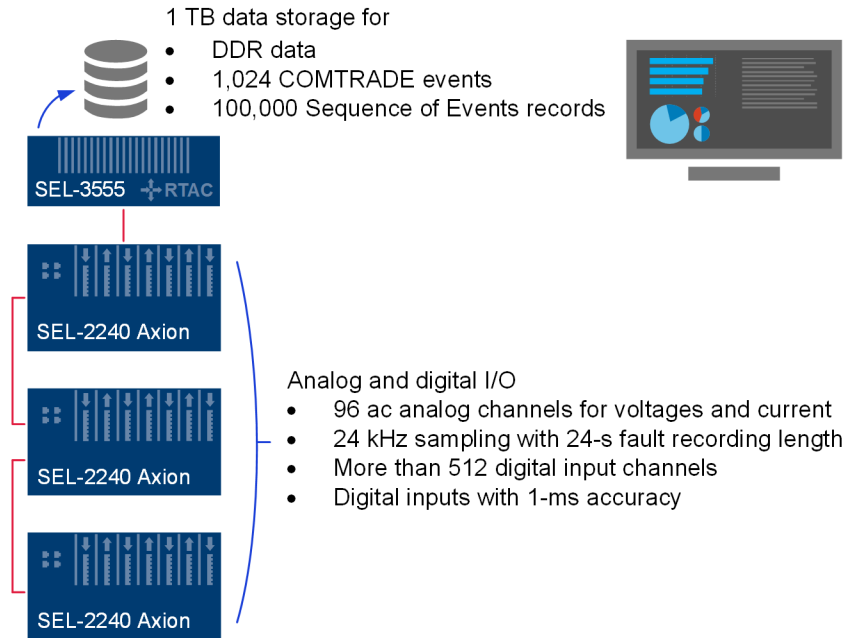 1 TB data storage for
• DDR data
• 1,024 COMTRADE events
• 100,000 Sequence of Events records
SEL-3555 RTAC
SEL-2240 Axion
SEL-2240 Axion
SEL-2240 Axion
Analog and digital I/O
• 96 ac analog channels for voltages and current
• 24 kHz sampling with 24-s fault recording length
• More than 512 digital input channels
• Digital inputs with 1-ms accuracy